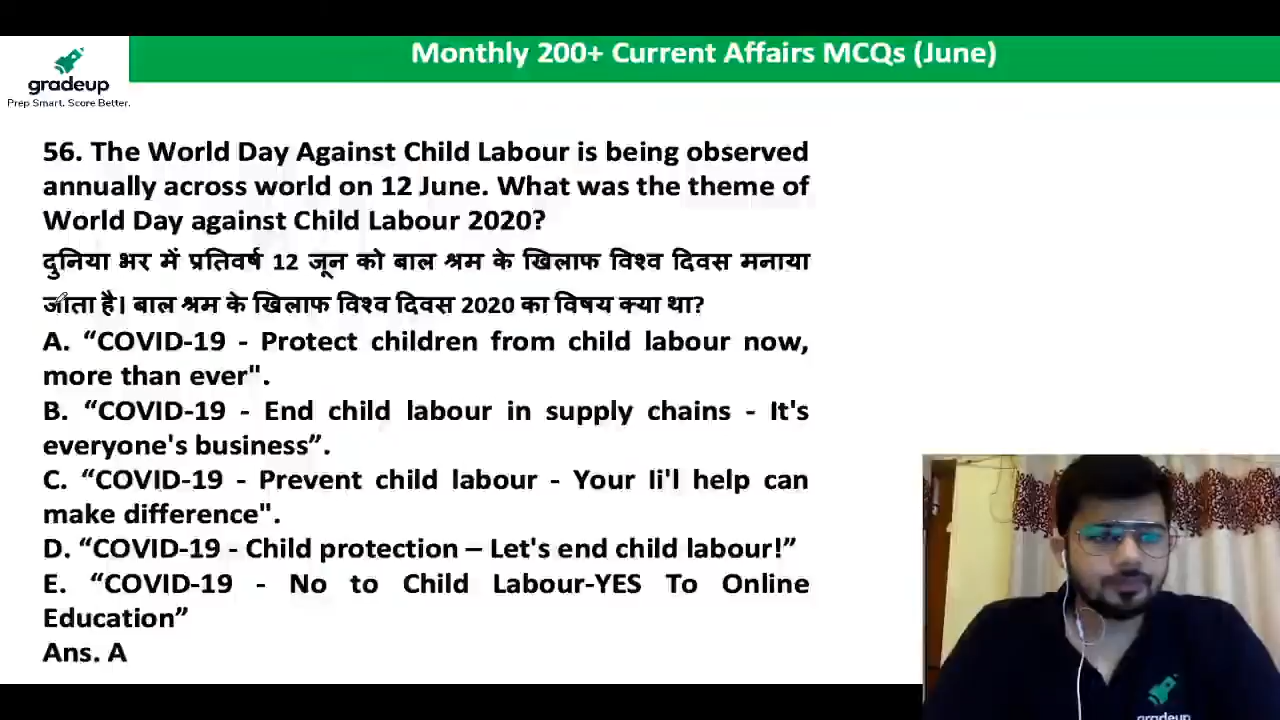 Monthly 200+ Current Affairs MCQs (June)
gradeup
Prep Smart. Score Better.
56. The World Day Against Child Labour is being observed
annually across world on 12 June. What was the theme of
World Day against Child Labour 2020?
दुनिया भर में प्रतिवर्ष 12 जून को बाल श्रम के खिलाफ विश्व दिवस मनाया
जाता है। बाल श्रम के खिलाफ विश्व दिवस 2020 का विषय क्या था?
A. “COVID-19 - Protect children from child labour now,
more than ever".
B. “COVID-19 - End child labour in supply chains - It's
everyone's business”.
C. “COVID-19 - Prevent child labour - Your Ii'l help can
make difference".
D. “COVID-19 - Child protection – Let's end child labour!”
E. “COVID-19 - No to Child Labour-YES To Online
Education”
Ans. A
gradeup